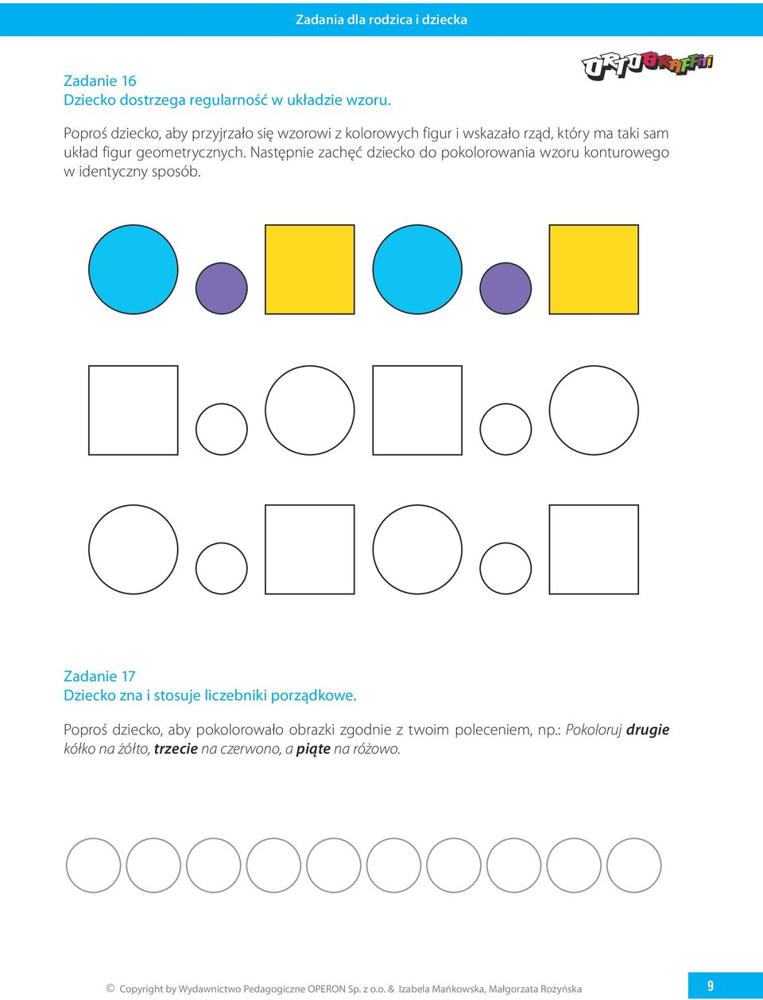 Zadania dla rodzica i dziecka
ORTOGRAFFITI
Zadanie 16
Dziecko dostrzega regularność w układzie wzoru.
Poproś dziecko, aby przyjrzało się wzorowi z kolorowych figur i wskazało rząd, który ma taki sam
układ figur geometrycznych. Następnie zachęć dziecko do pokolorowania wzoru konturowego
w identyczny sposób.
Zadanie 17
Dziecko zna i stosuje liczebniki porządkowe.
Poproś dziecko, aby pokolorowało obrazki zgodnie z twoim poleceniem, np.: Pokoloruj drugie
kółko na żółto, trzecie na czerwono, a piąte na różowo.
© Copyright by Wydawnictwo Pedagogiczne OPERON Sp. z o.o. & Izabela Mańkowska, Małgorzata Rożyńska
9